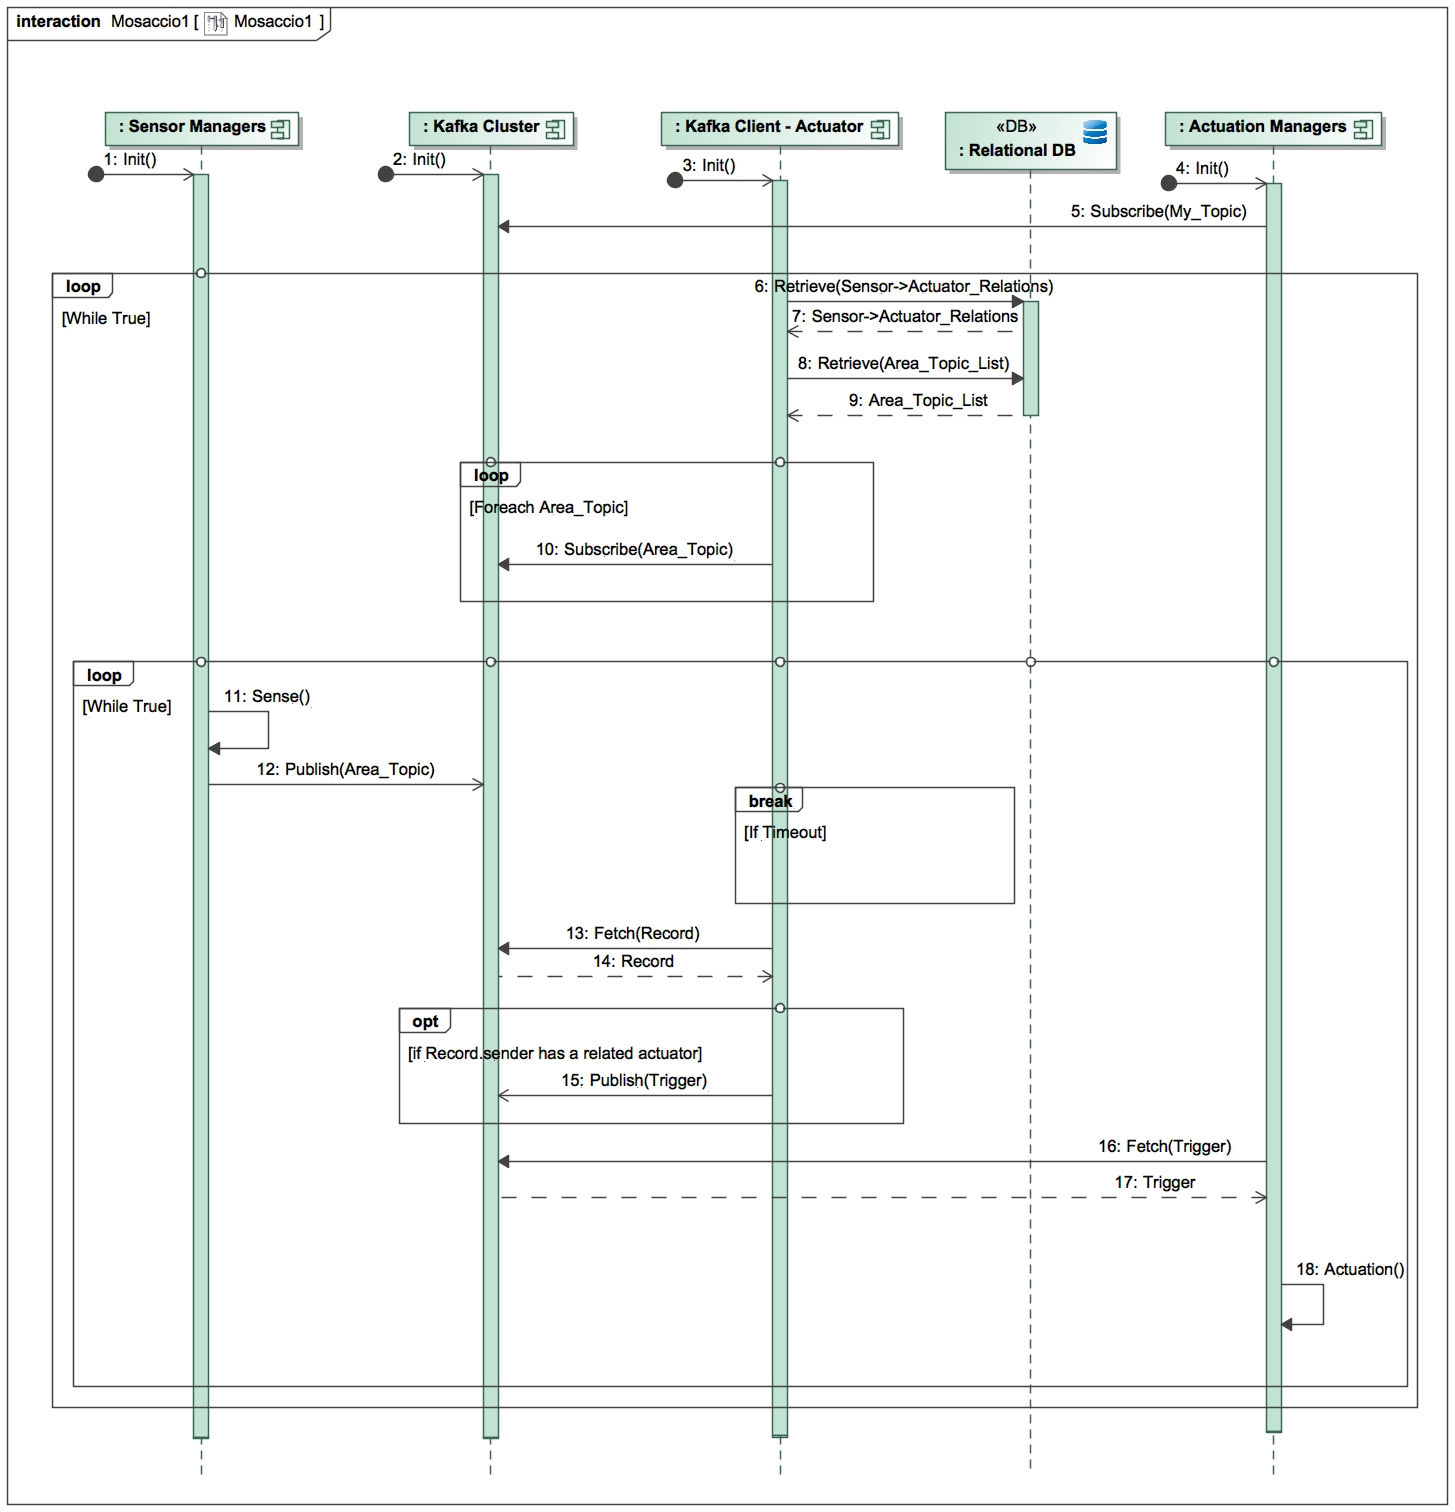 interaction Mosaccio1 [ Mosaccio1 ]
: Sensor Managers
: Kafka Cluster
: Kafka Client - Actuator
«DB»
: Relational DB
: Actuation Managers
1: Init()
2: Init()
3: Init()
4: Init()
5: Subscribe(My_Topic)
loop
[While True]
6: Retrieve(Sensor->Actuator_Relations)
7: Sensor->Actuator_Relations
8: Retrieve(Area_Topic_List)
9: Area_Topic_List
loop
[Foreach Area_Topic]
10: Subscribe(Area_Topic)
loop
[While True]
11: Sense()
12: Publish(Area_Topic)
break
[If Timeout]
13: Fetch(Record)
14: Record
opt
[if Record.sender has a related actuator]
15: Publish(Trigger)
16: Fetch(Trigger)
17: Trigger
18: Actuation()